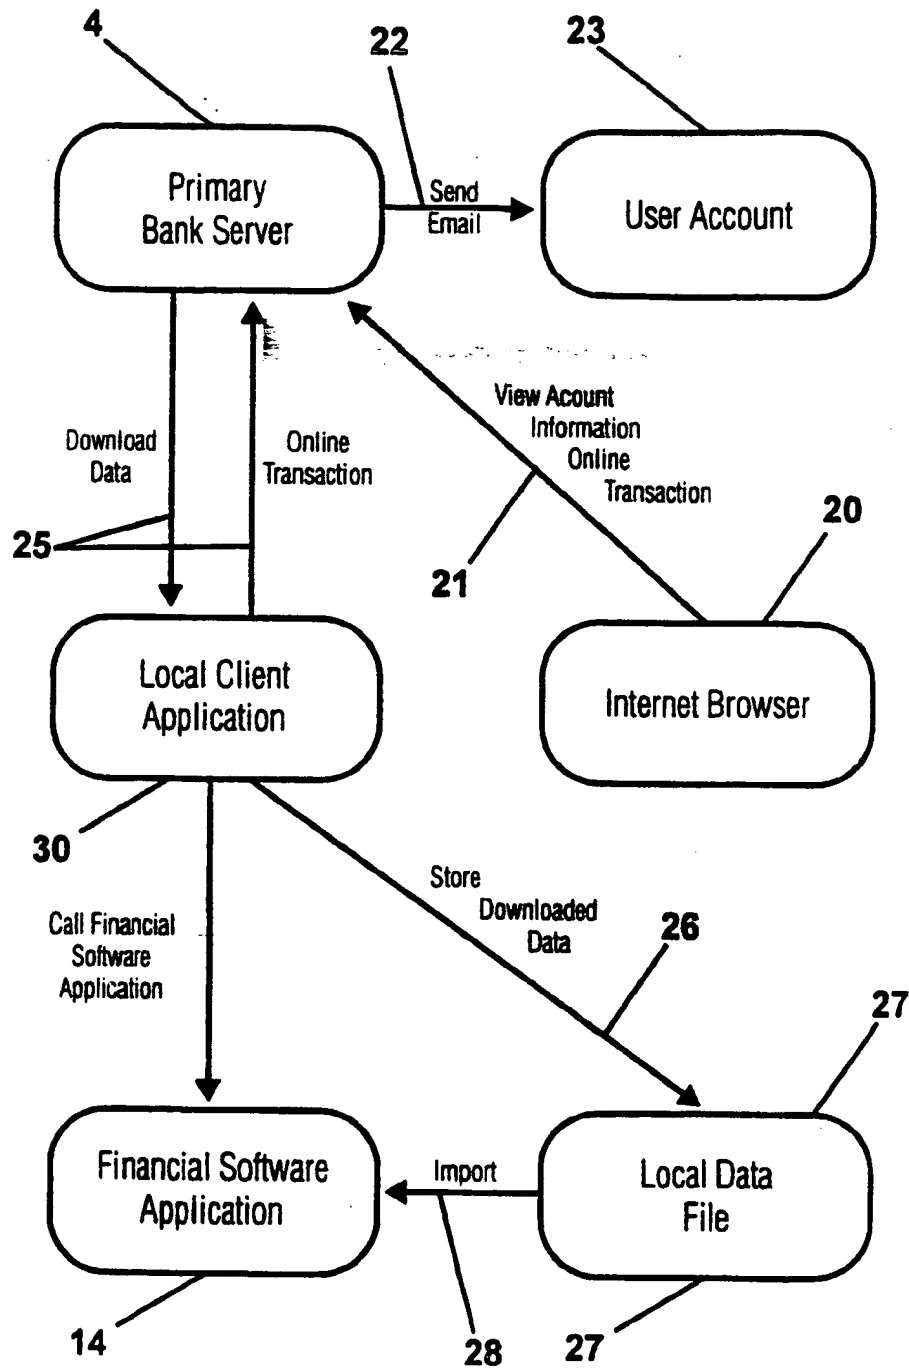 4
22
23
Primary
Bank Server
Send
Email
User Account
View Acount
Information
Online
Transaction
Download
Data
Online
Transaction
25
21
20
Local Client
Application
Internet Browser
30
Store
Downloaded
Data
26
Call Financial
Software
Application
27
Financial Software
Application
Import
Local Data
File
14
28
27